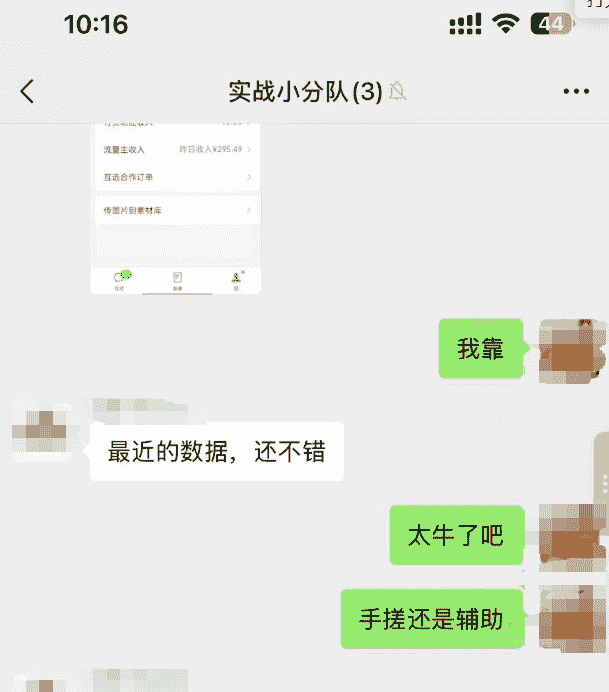 10:16
44
实战小分队(3)
流量主收入 昨日收入¥295.49
互选合作订单
传图片到素材库
我靠
最近的数据，还不错
太牛了吧
手搓还是辅助